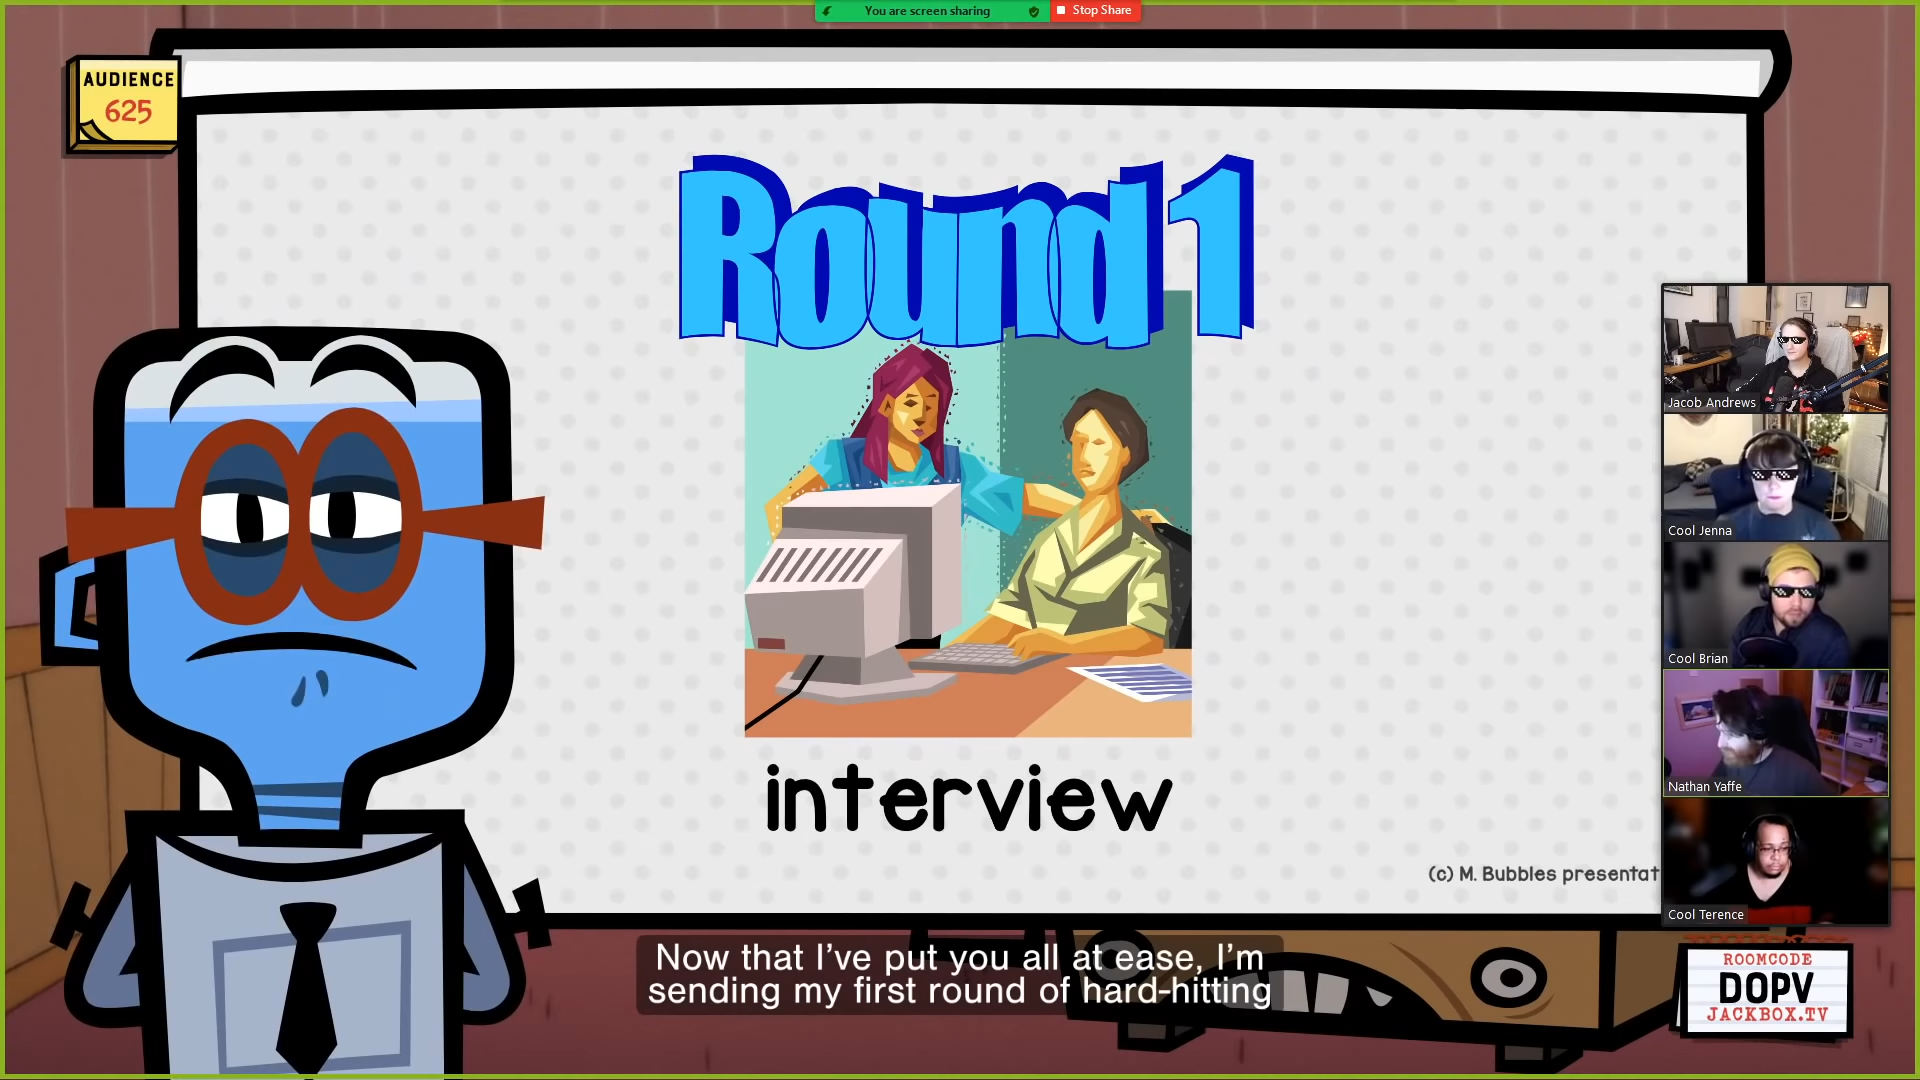 You are screen sharing
Stop Share
AUDIENCE
625
Round 1
interview
(c) M. Bubbles presentat
Now that I've put you all at ease, I'm
sending my first round of hard-hitting
Jacob Andrews
Cool Jenna
Cool Brian
Nathan Yaffe
Cool Terence
ROOMCODE
DOPV
JACKBOX.TV